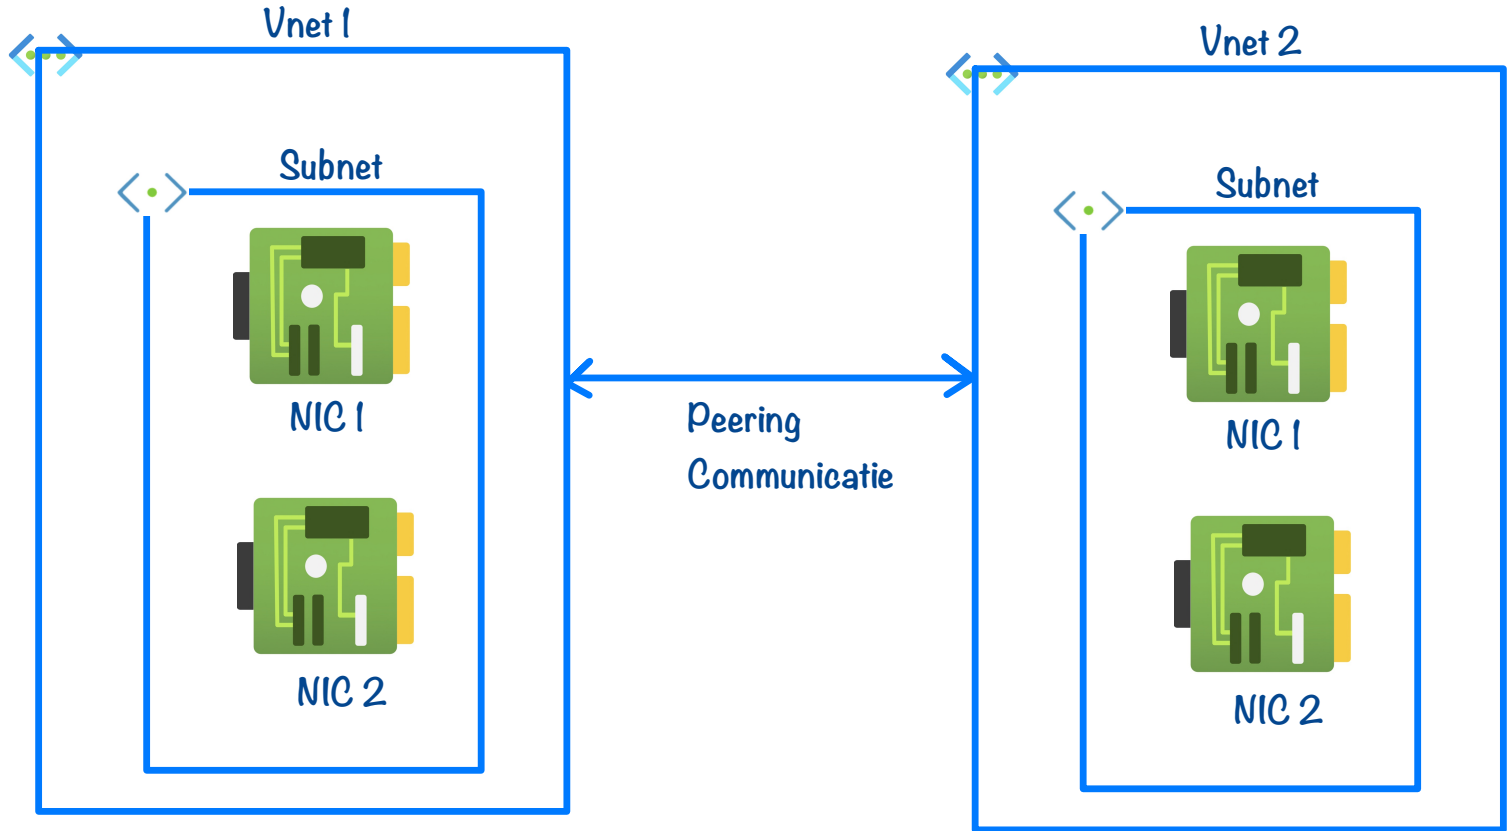 Vnet 1
Subnet
NIC 1
NIC 2
Peering
Communicatie
Vnet 2
Subnet
NIC 1
NIC 2